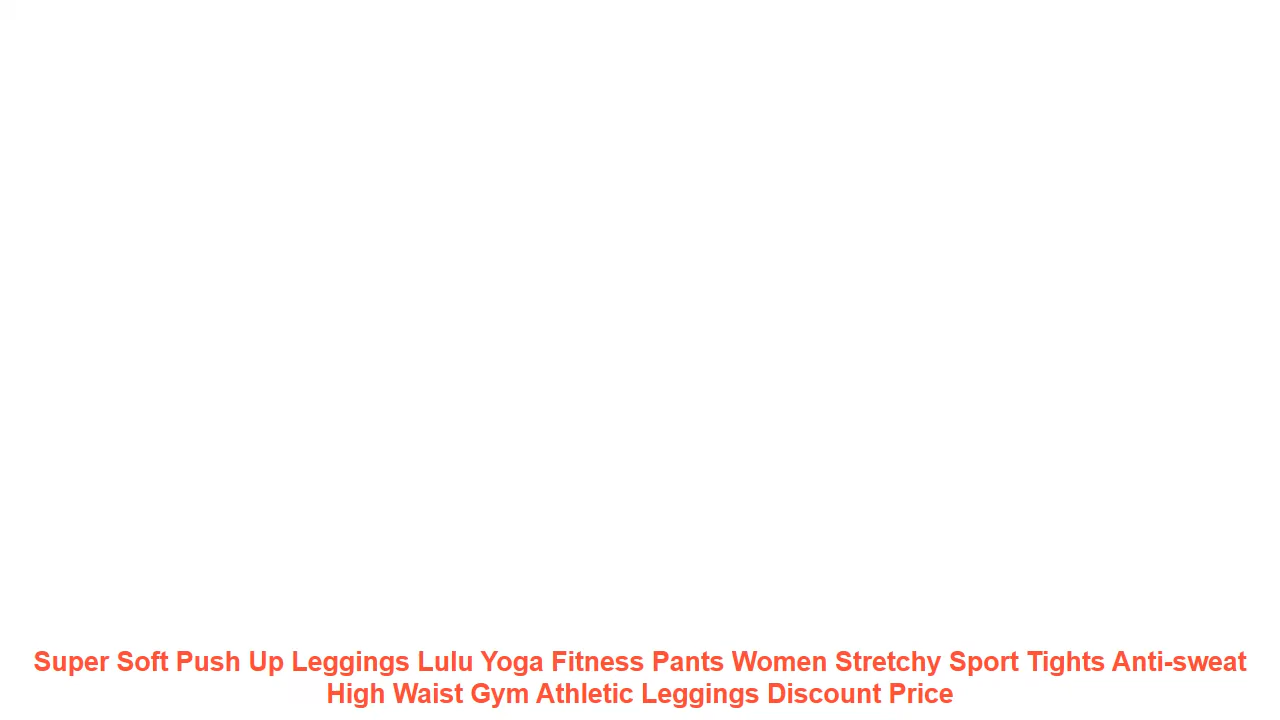 Super Soft Push Up Leggings Lulu Yoga Fitness Pants Women Stretchy Sport Tights Anti-sweat
High Waist Gym Athletic Leggings Discount Price